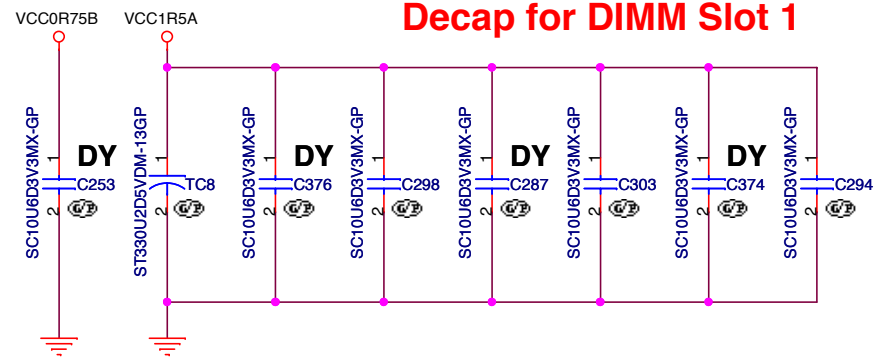 Decap for DIMM Slot 1
VCC0R75B
VCC1R5A
SC10U6D3V3MX-GP
1
2
DY
C253
G/P
ST330U2D5VDM-13GP
1
2
TC8
G/P
SC10U6D3V3MX-GP
1
2
DY
C376
G/P
SC10U6D3V3MX-GP
1
2
C298
G/P
SC10U6D3V3MX-GP
1
2
DY
C287
G/P
SC10U6D3V3MX-GP
1
2
C303
G/P
SC10U6D3V3MX-GP
1
2
DY
C374
G/P
SC10U6D3V3MX-GP
1
2
C294
G/P